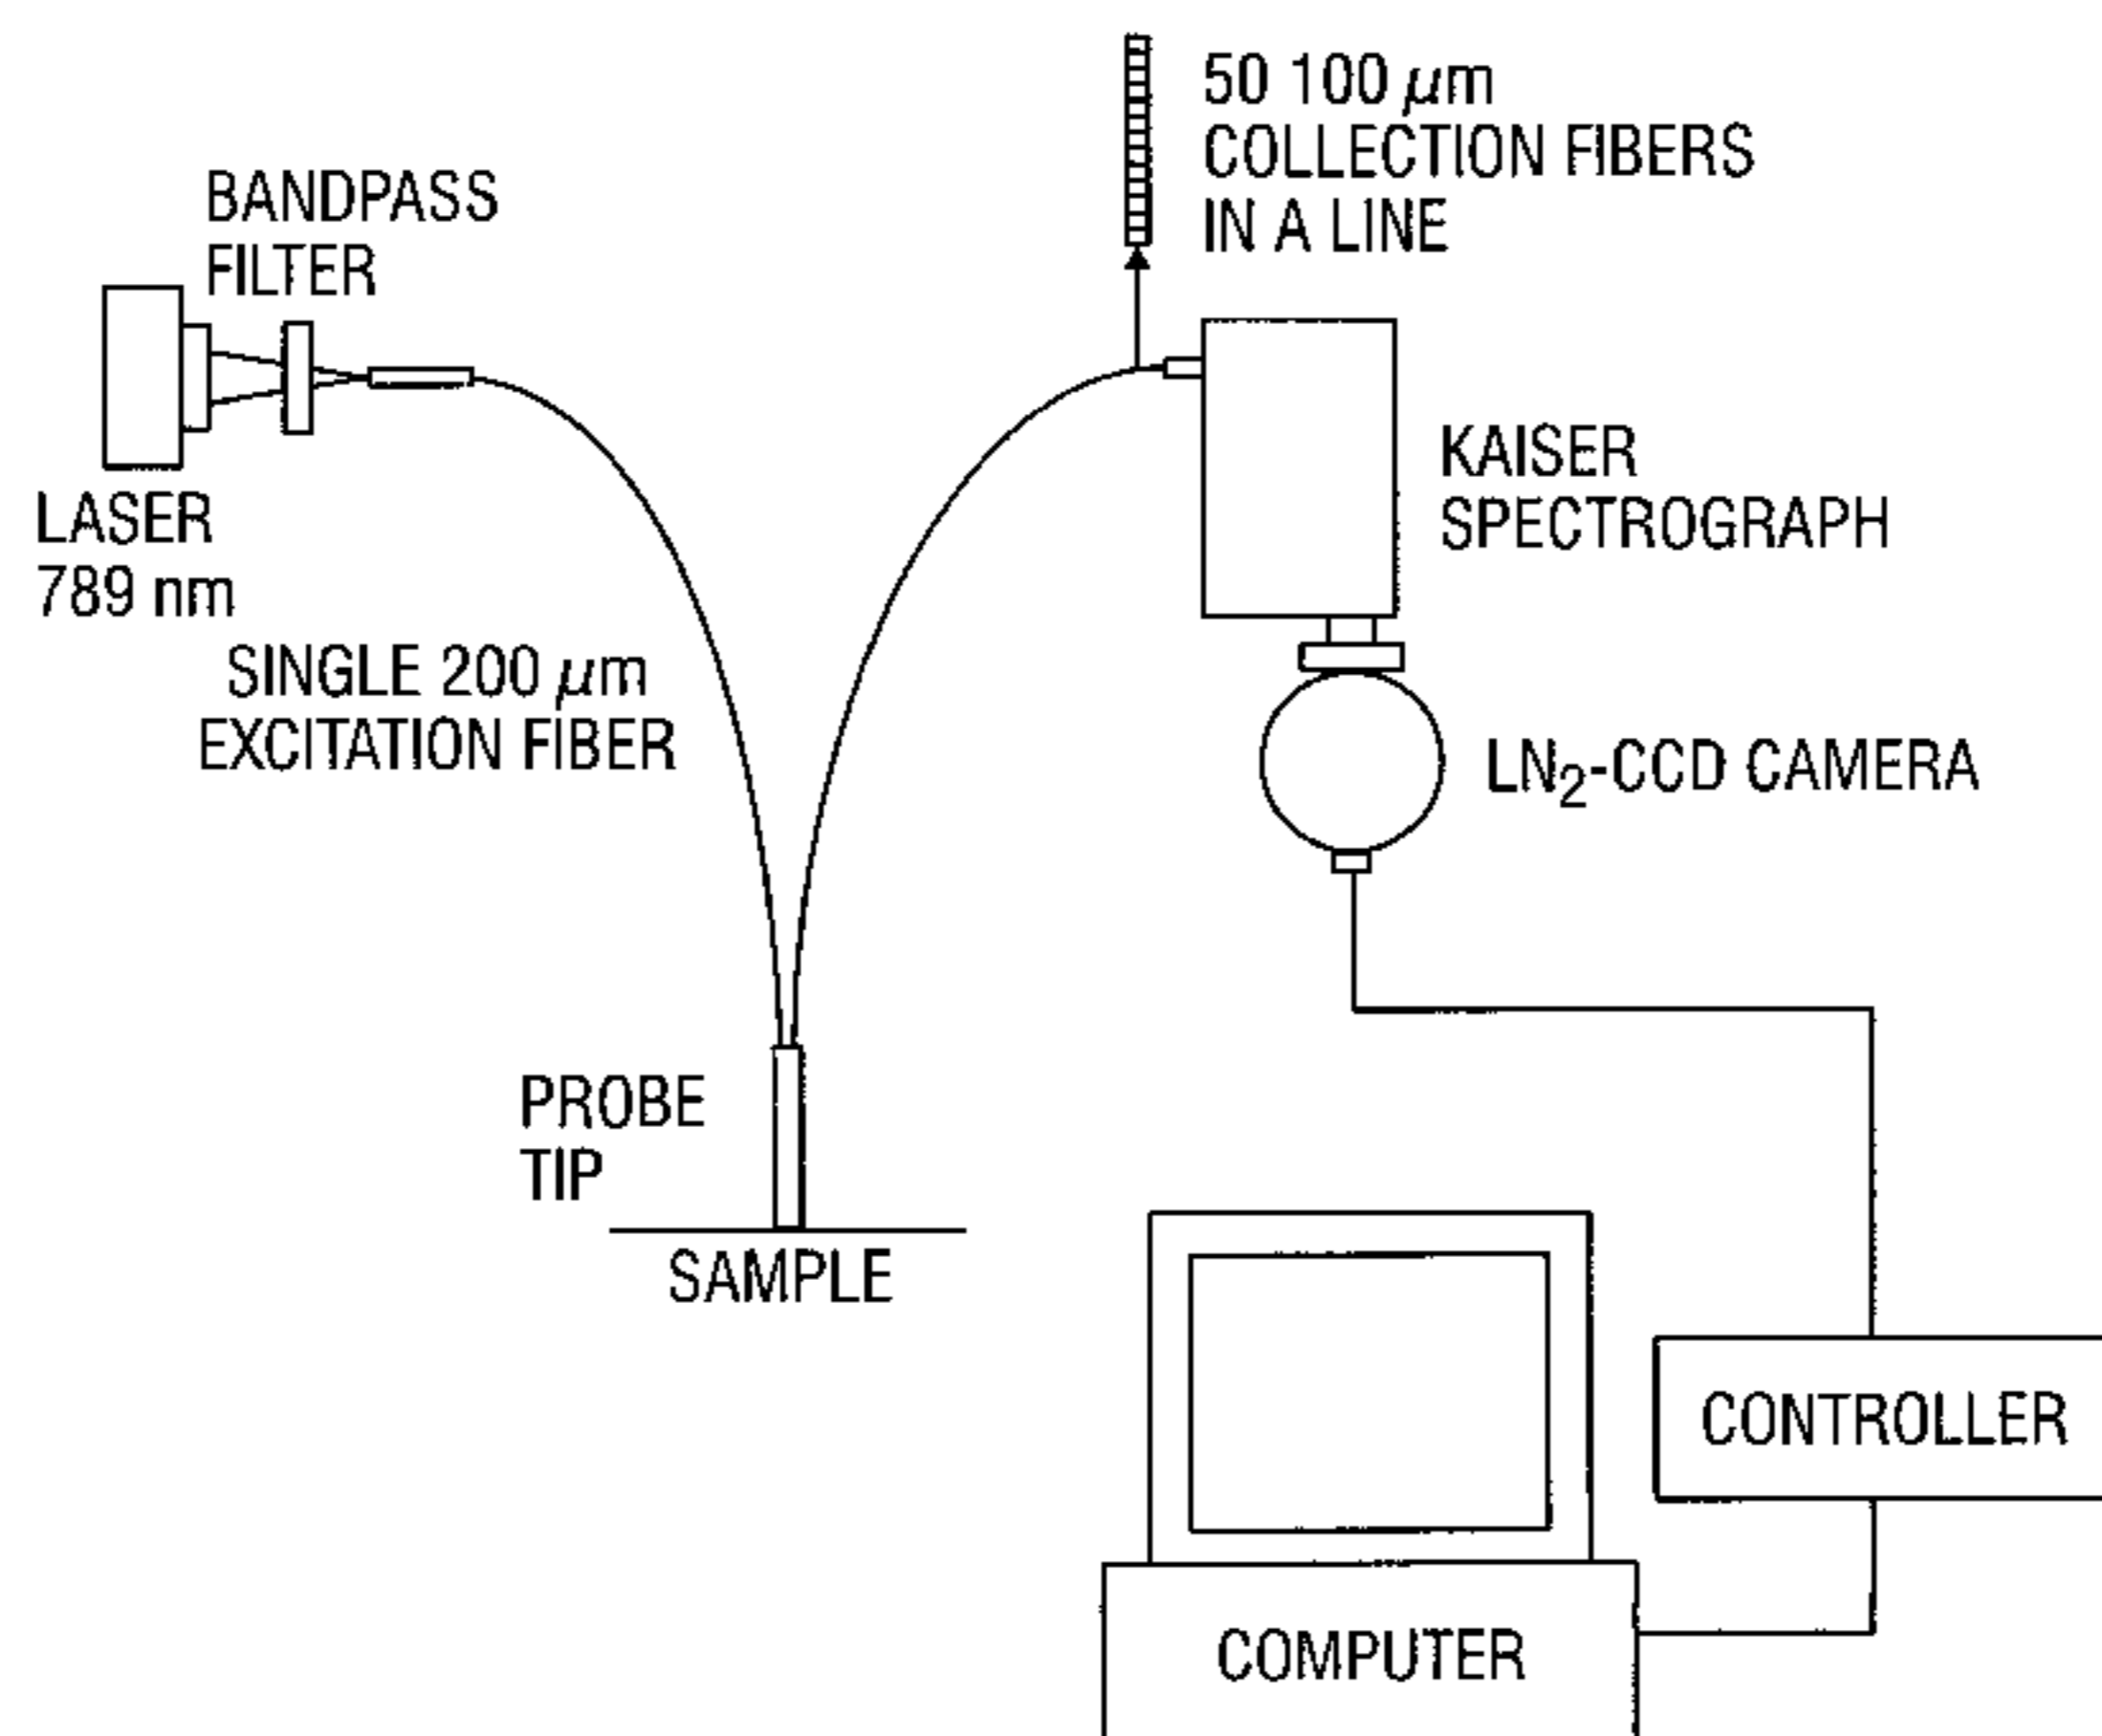 50 100 μm
COLLECTION FIBERS
IN A LINE
BANDPASS
FILTER
LASER
789 nm
KAISER
SPECTROGRAPH
SINGLE 200 μm
EXCITATION FIBER
LN₂-CCD CAMERA
PROBE
TIP
SAMPLE
CONTROLLER
COMPUTER